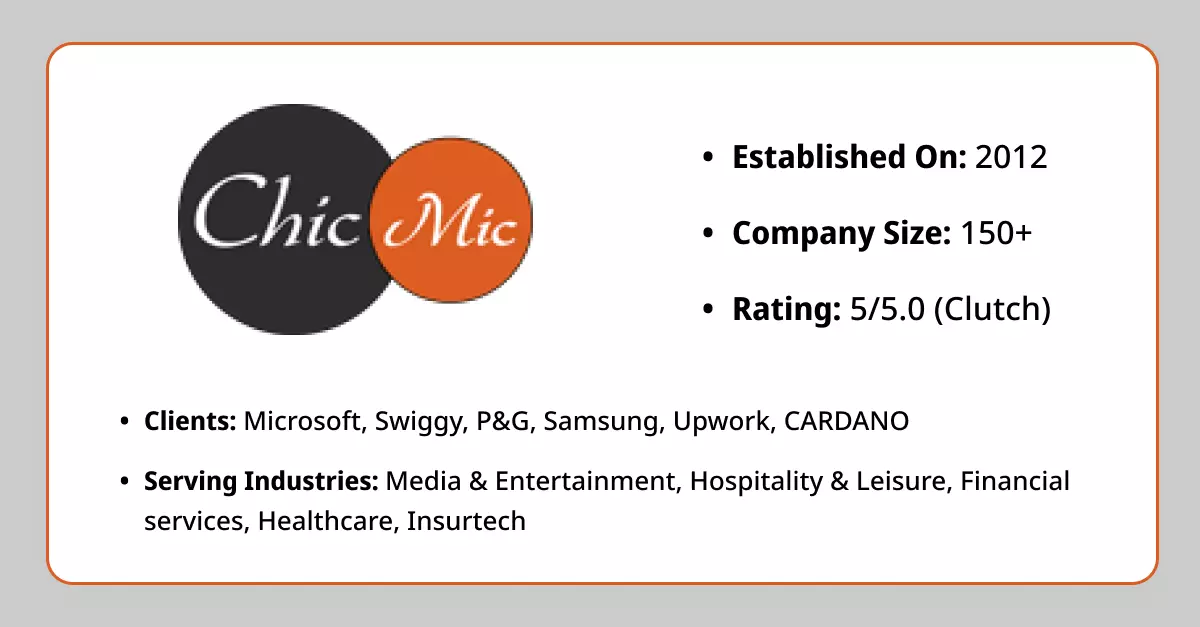 Chic Mic
• Established On: 2012
• Company Size: 150+
• Rating: 5/5.0 (Clutch)
• Clients: Microsoft, Swiggy, P&G, Samsung, Upwork, CARDANO
• Serving Industries: Media & Entertainment, Hospitality & Leisure, Financial
services, Healthcare, Insurtech